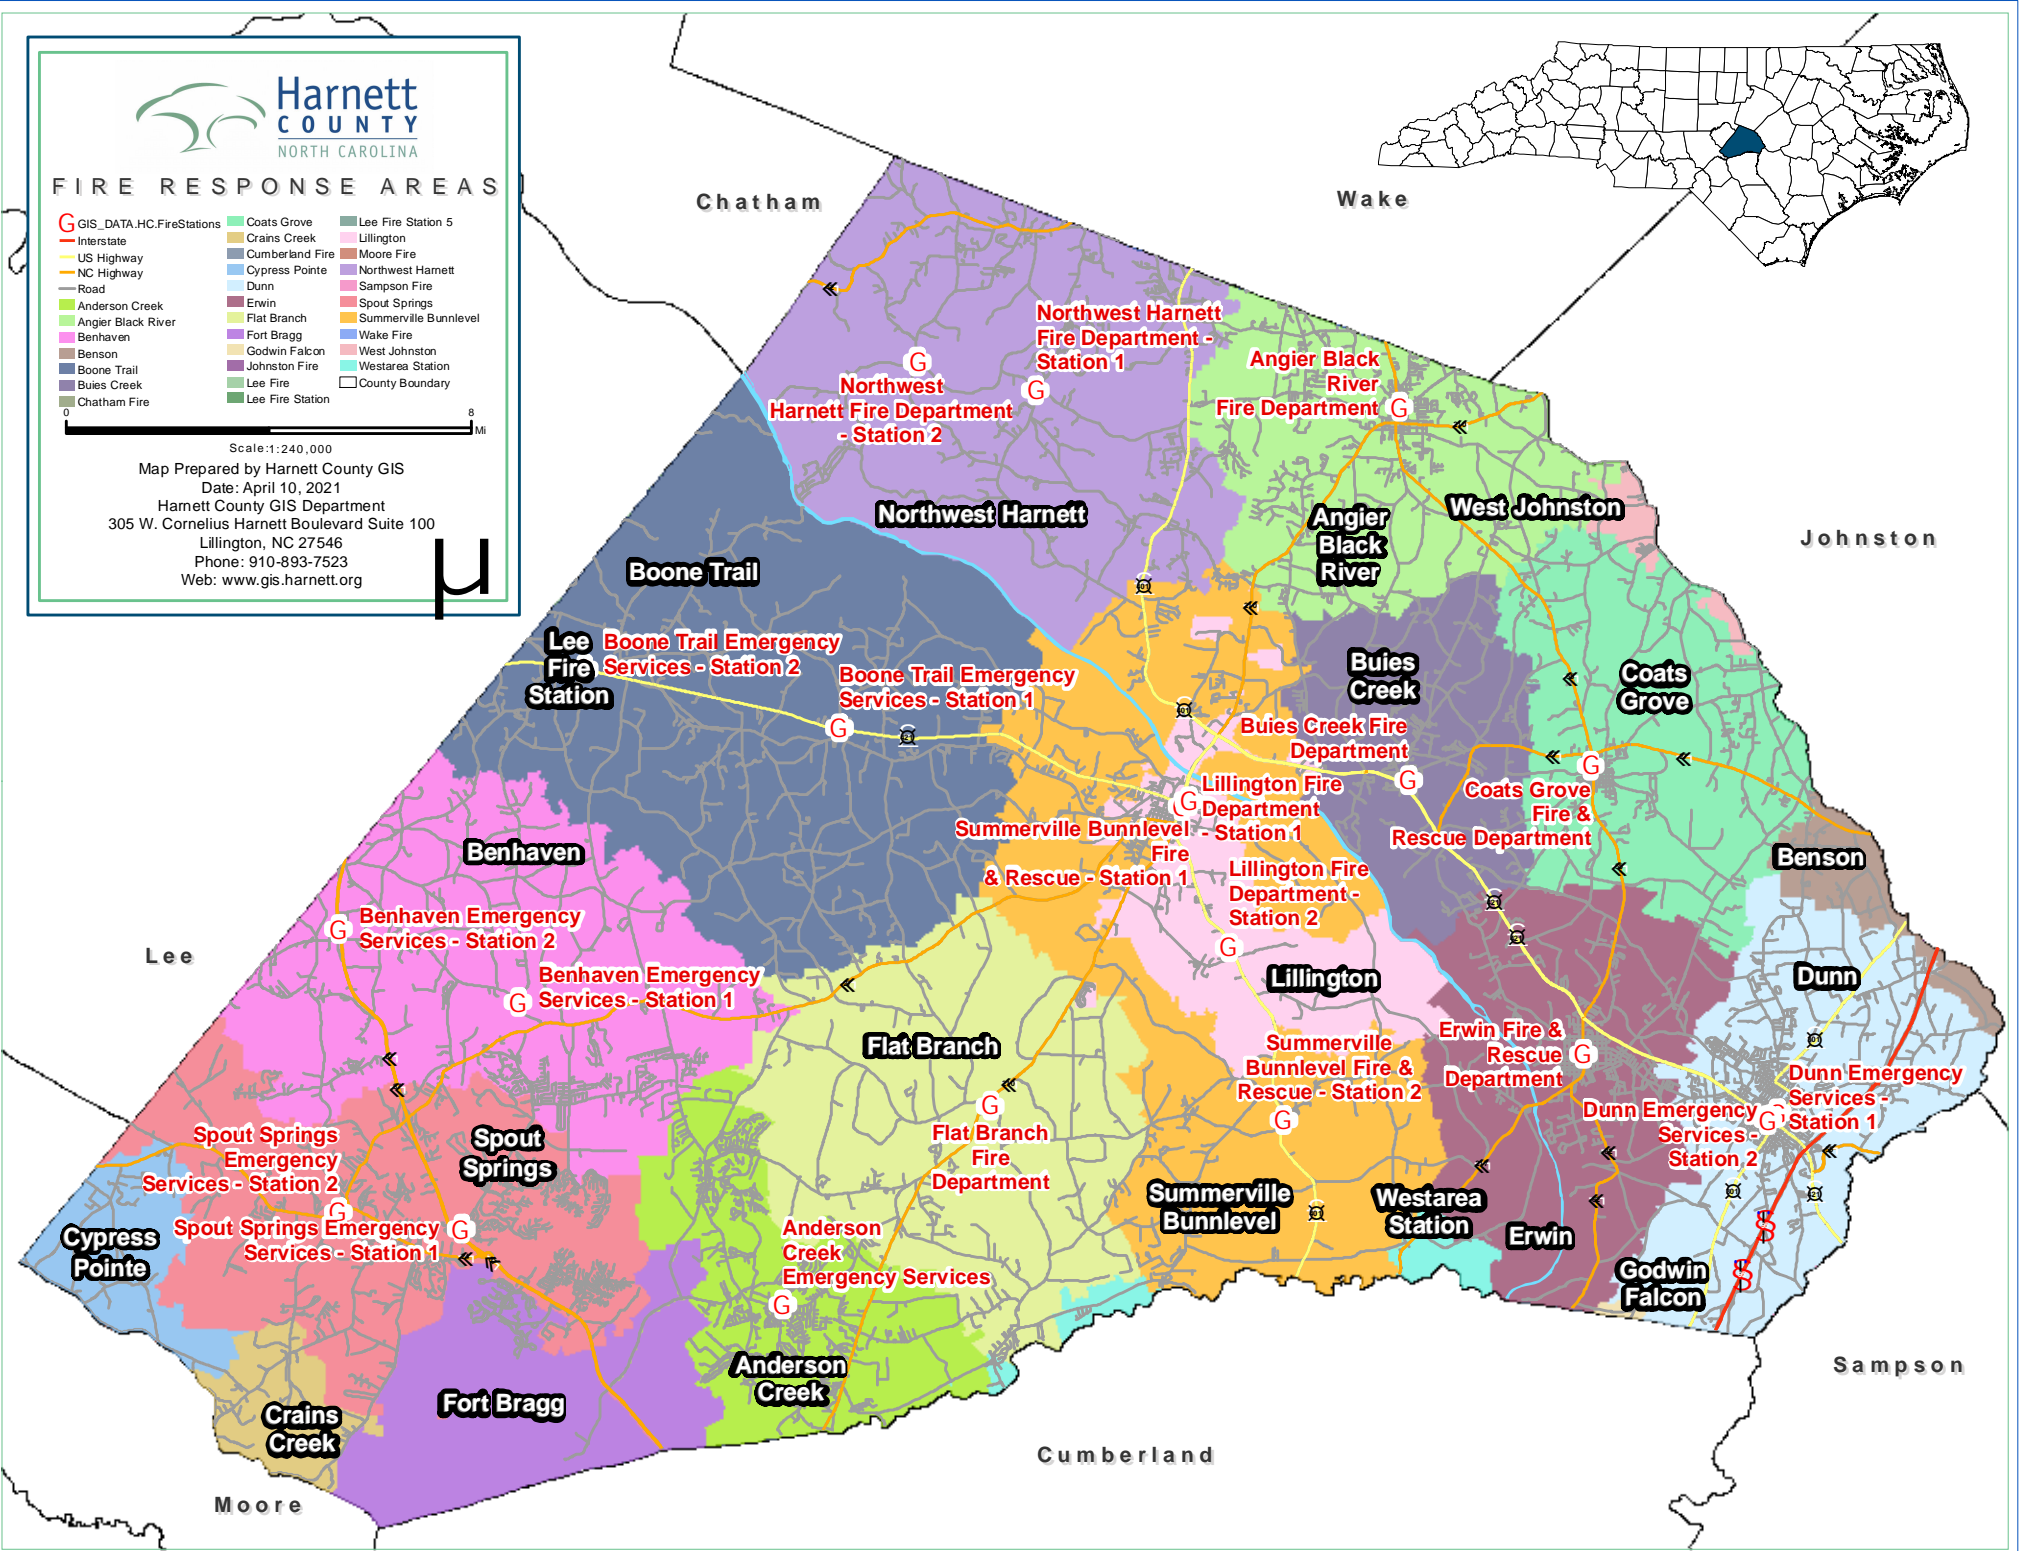 Harnett
COUNTY
NORTH CAROLINA
FIRE RESPONSE AREAS
G GIS_DATA.HC.FireStations
Interstate
US Highway
NC Highway
Road
Anderson Creek
Angier Black River
Benhaven
Benson
Boone Trail
Buies Creek
Chatham Fire
Coats Grove
Crains Creek
Cumberland Fire
Cypress Pointe
Dunn
Erwin
Flat Branch
Fort Bragg
Godwin Falcon
Johnston Fire
Lee Fire
Lee Fire Station
Lee Fire Station 5
Lillington
Moore Fire
Northwest Harnett
Sampson Fire
Spout Springs
Summerville Bunnlevel
Wake Fire
West Johnston
Westarea Station
County Boundary
0 8
Mi
Scale:1:240,000
Map Prepared by Harnett County GIS
Date: April 10, 2021
Harnett County GIS Department
305 W. Cornelius Harnett Boulevard Suite 100
Lillington, NC 27546
Phone: 910-893-7523
Web: www.gis.harnett.org
µ
Chatham
Wake
Johnston
Lee
Moore
Cumberland
Sampson
Northwest Harnett
Fire Department -
Station 1
G
G
Northwest
Harnett Fire Department
- Station 2
Angier Black
River
Fire Department
G
Northwest Harnett
Angier
Black
River
West Johnston
Boone Trail
Lee
Fire
Station
Boone Trail Emergency
Services - Station 2
Boone Trail Emergency
Services - Station 1
G
421
401
401
Buies
Creek
Coats
Grove
Buies Creek Fire
Department
G
Coats Grove
Fire &
Rescue Department
G
Lillington Fire
Department
- Station 1
G
Summerville Bunnlevel
Fire
& Rescue - Station 1
Lillington Fire
Department -
Station 2
G
Benhaven
Benson
Benhaven Emergency
Services - Station 2
G
Benhaven Emergency
Services - Station 1
G
421
421
Lillington
Dunn
Flat Branch
Erwin Fire &
Rescue
Department
G
Summerville
Bunnlevel Fire &
Rescue - Station 2
G
301
Dunn Emergency
Services -
Station 1
Dunn Emergency
Services -
Station 2
G
Flat Branch
Fire
Department
G
Spout
Springs
Spout Springs
Emergency
Services - Station 2
G
Spout Springs Emergency
Services - Station 1
G
Cypress
Pointe
Summerville
Bunnlevel
401
Westarea
Station
Erwin
301
421
Godwin
Falcon
Anderson
Creek
Emergency Services
G
Anderson
Creek
Fort Bragg
Crains
Creek